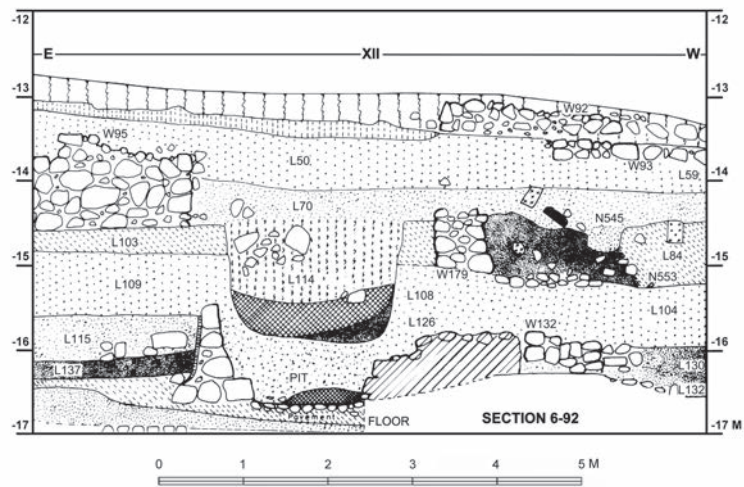 -12 -12
E XII W
-13 -13
W92
W95
L50 W93 L59
-14 -14
L70 N545
L103 L84
-15 L114 W179 N553 -15
L109 L108 L104
L115 L126 W132
-16 -16
L137 PIT L130
L132
Pavement FLOOR SECTION 6-92
-17 -17 M
0 1 2 3 4 5 M